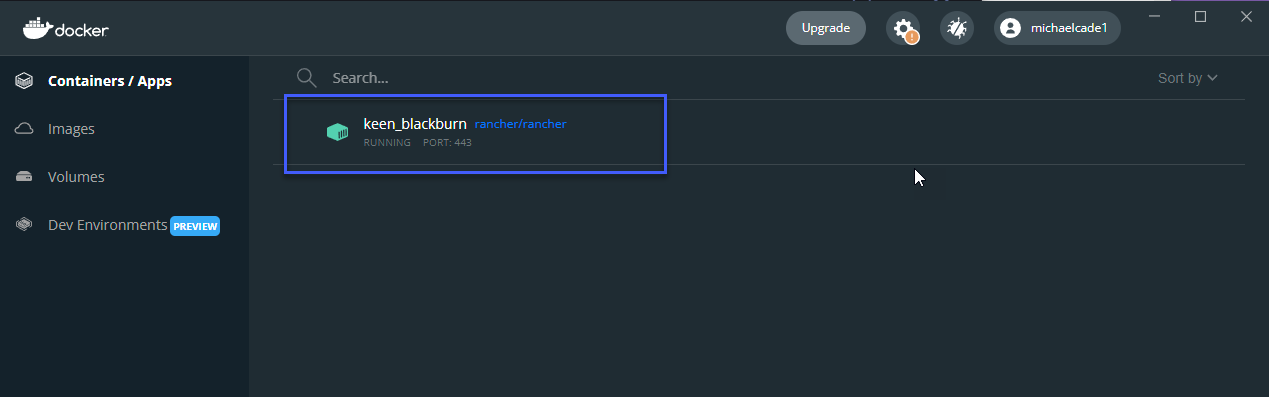 docker
Upgrade
michaelcade1
Containers / Apps
Images
Volumes
Dev Environments PREVIEW
Search...
Sort by
keen_blackburn rancher/rancher
RUNNING PORT: 443